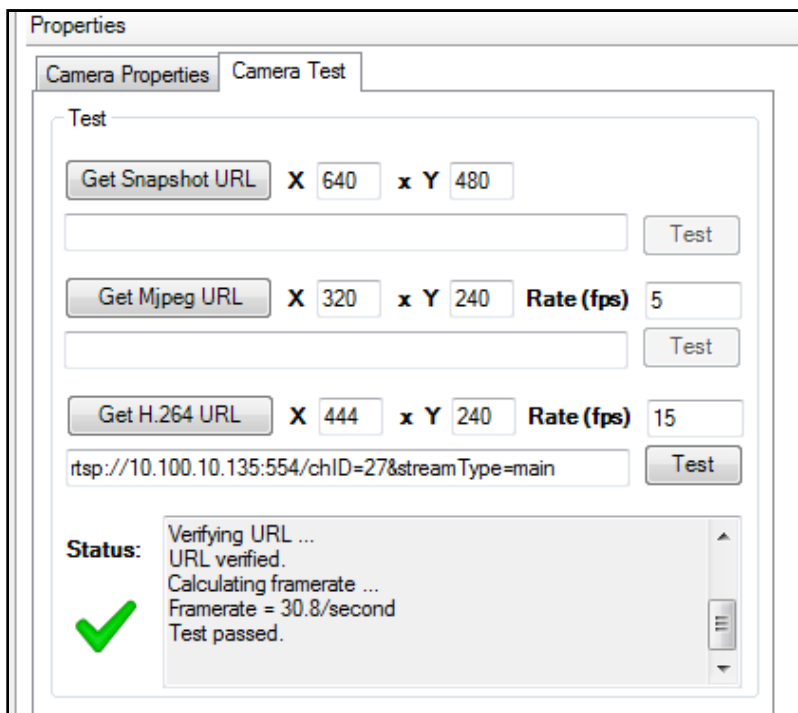 Properties
Camera Properties Camera Test
Test
Get Snapshot URL X 640 x Y 480
Test
Get Mjpeg URL X 320 x Y 240 Rate (fps) 5
Test
Get H.264 URL X 444 x Y 240 Rate (fps) 15
rtsp://10.100.10.135:554/chID=27&streamType=main Test
Status:
Verifying URL ...
URL verified.
Calculating framerate ...
Framerate = 30.8/second
Test passed.